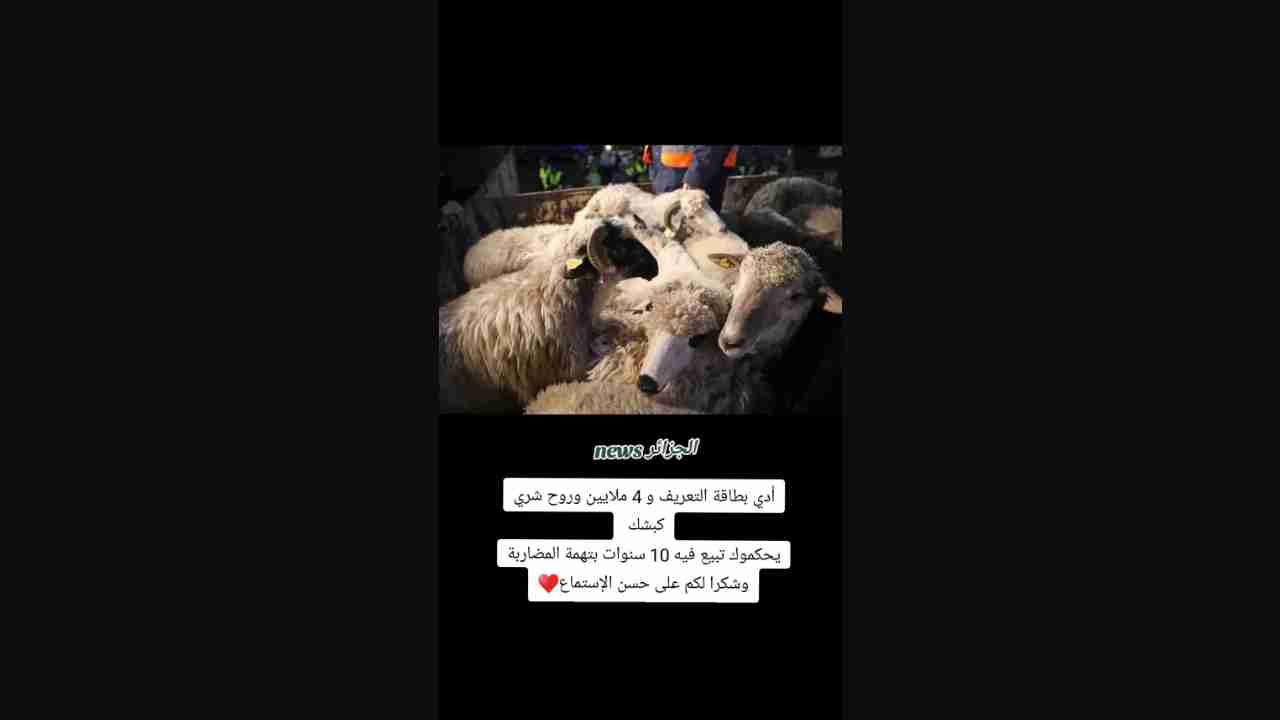 الجزائر news
أدي بطاقة التعريف و 4 ملايين وروح شري
كبشك
يحكموك تبيع فيه 10 سنوات بتهمة المضاربة
وشكرا لكم على حسن الإستماع♥️